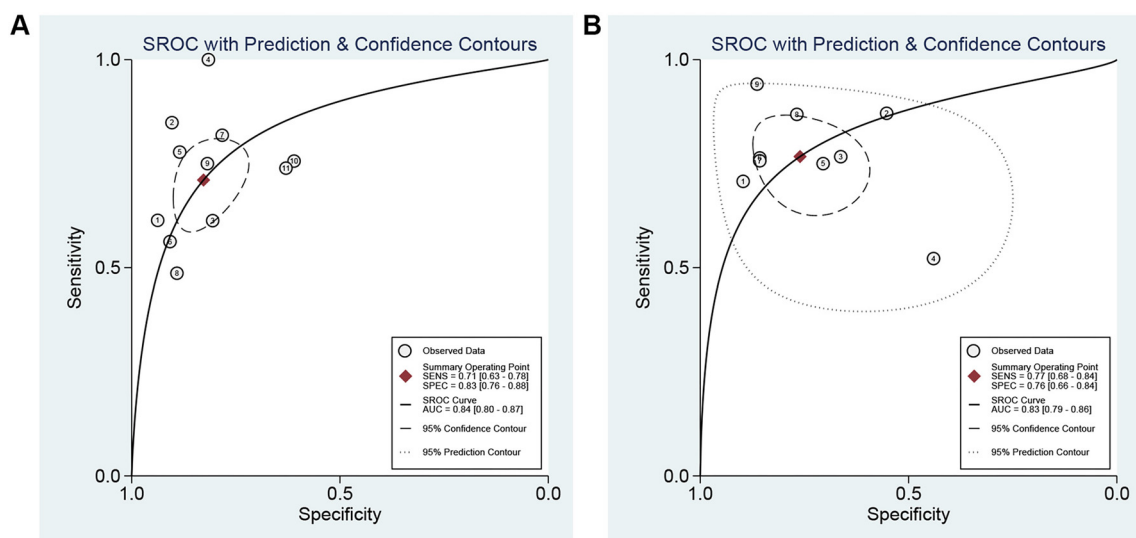 A
SROC with Prediction & Confidence Contours
1.0
0.5
0.0
Sensitivity
4
2
7
5
9
10
11
1
3
6
8
Observed Data
Summary Operating Point
SENS = 0.71 [0.63 - 0.78]
SPEC = 0.83 [0.76 - 0.88]
SROC Curve
AUC = 0.84 [0.80 - 0.87]
95% Confidence Contour
95% Prediction Contour
1.0 0.5 0.0
Specificity
B
SROC with Prediction & Confidence Contours
1.0
0.5
0.0
Sensitivity
9
8
2
7
5
3
1
4
Observed Data
Summary Operating Point
SENS = 0.77 [0.68 - 0.84]
SPEC = 0.76 [0.66 - 0.84]
SROC Curve
AUC = 0.83 [0.79 - 0.86]
95% Confidence Contour
95% Prediction Contour
1.0 0.5 0.0
Specificity